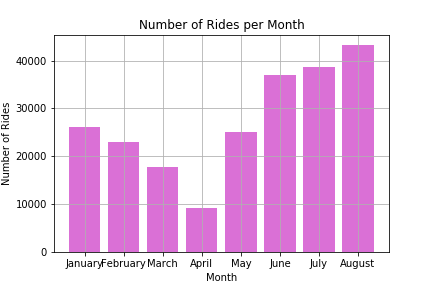 Number of Rides per Month
Number of Rides
40000
30000
20000
10000
0
January February March April May June July August
Month